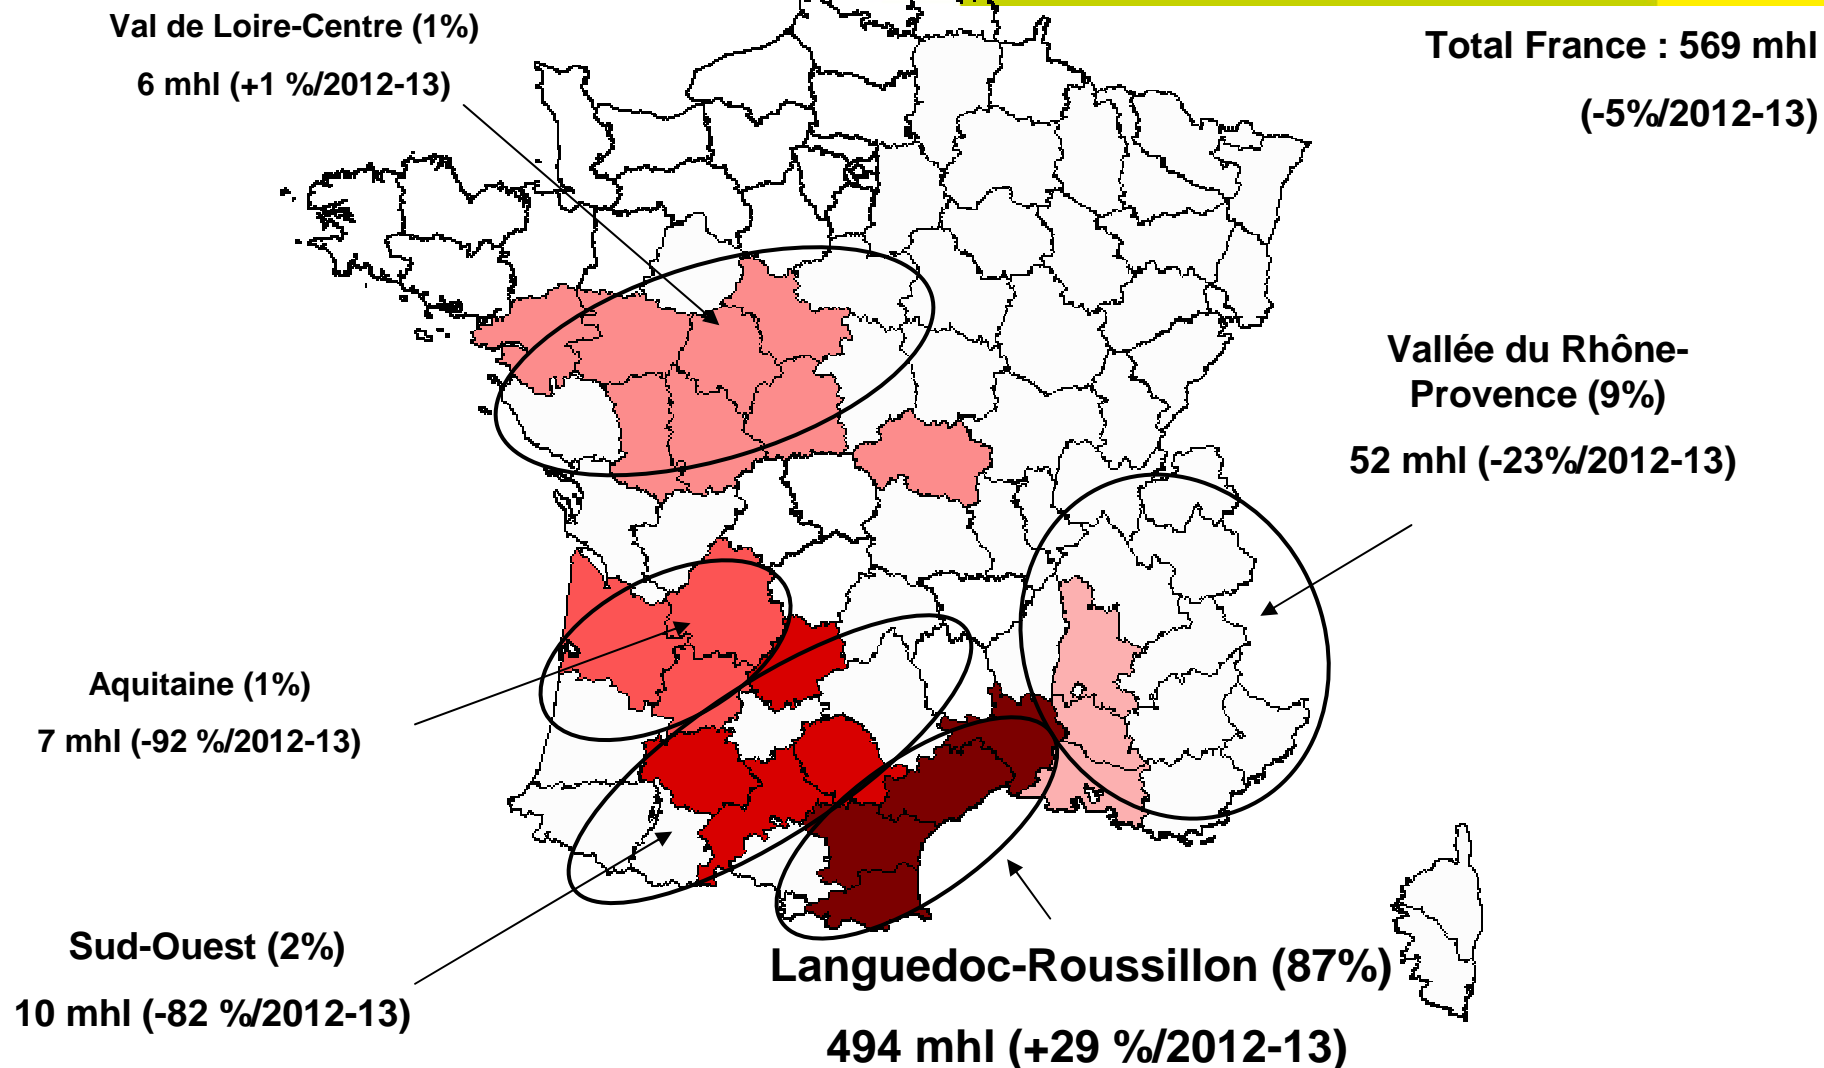 Val de Loire-Centre (1%)
6 mhl (+1 %/2012-13)
Total France : 569 mhl
(-5%/2012-13)
Vallée du Rhône-
Provence (9%)
52 mhl (-23%/2012-13)
Aquitaine (1%)
7 mhl (-92 %/2012-13)
Sud-Ouest (2%)
10 mhl (-82 %/2012-13)
Languedoc-Roussillon (87%)
494 mhl (+29 %/2012-13)